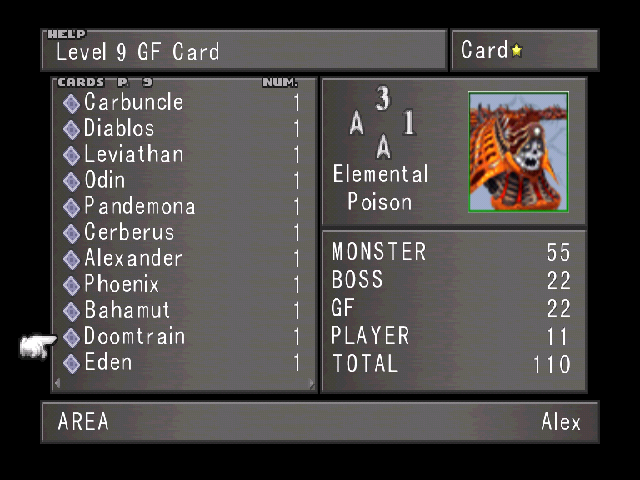 HELP
Level 9 GF Card
Card
CARDS P. 9 NUM.
Carbuncle 1
Diablos 1
Leviathan 1
Odin 1
Pandemona 1
Cerberus 1
Alexander 1
Phoenix 1
Bahamut 1
Doomtrain 1
Eden 1
3
A 1
A
Elemental
Poison
MONSTER 55
BOSS 22
GF 22
PLAYER 11
TOTAL 110
AREA Alex